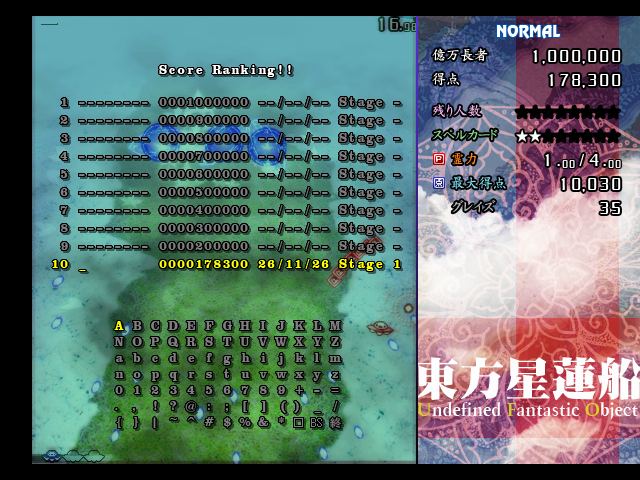 16.98
Score Ranking!!
1 -------- 0001000000 --/--/-- Stage -
2 -------- 0000900000 --/--/-- Stage -
3 -------- 0000800000 --/--/-- Stage -
4 -------- 0000700000 --/--/-- Stage -
5 -------- 0000600000 --/--/-- Stage -
6 -------- 0000500000 --/--/-- Stage -
7 -------- 0000400000 --/--/-- Stage -
8 -------- 0000300000 --/--/-- Stage -
9 -------- 0000200000 --/--/-- Stage -
10 _ 0000178300 26/11/26 Stage 1
A B C D E F G H I J K L M
N O P Q R S T U V W X Y Z
a b c d e f g h i j k l m
n o p q r s t u v w x y z
0 1 2 3 4 5 6 7 8 9 + - =
. , ! ? @ : ; [ ] ( ) _ /
{ } | ~ ^ # $ % & * □ BS 終
NORMAL
億万長者 1,000,000
得点 178,300
残り人数
スペルカード ★★
P 霊力 1.00/4.00
点 最大得点 10,030
グレイズ 35
東方星蓮船
Undefined Fantastic Object